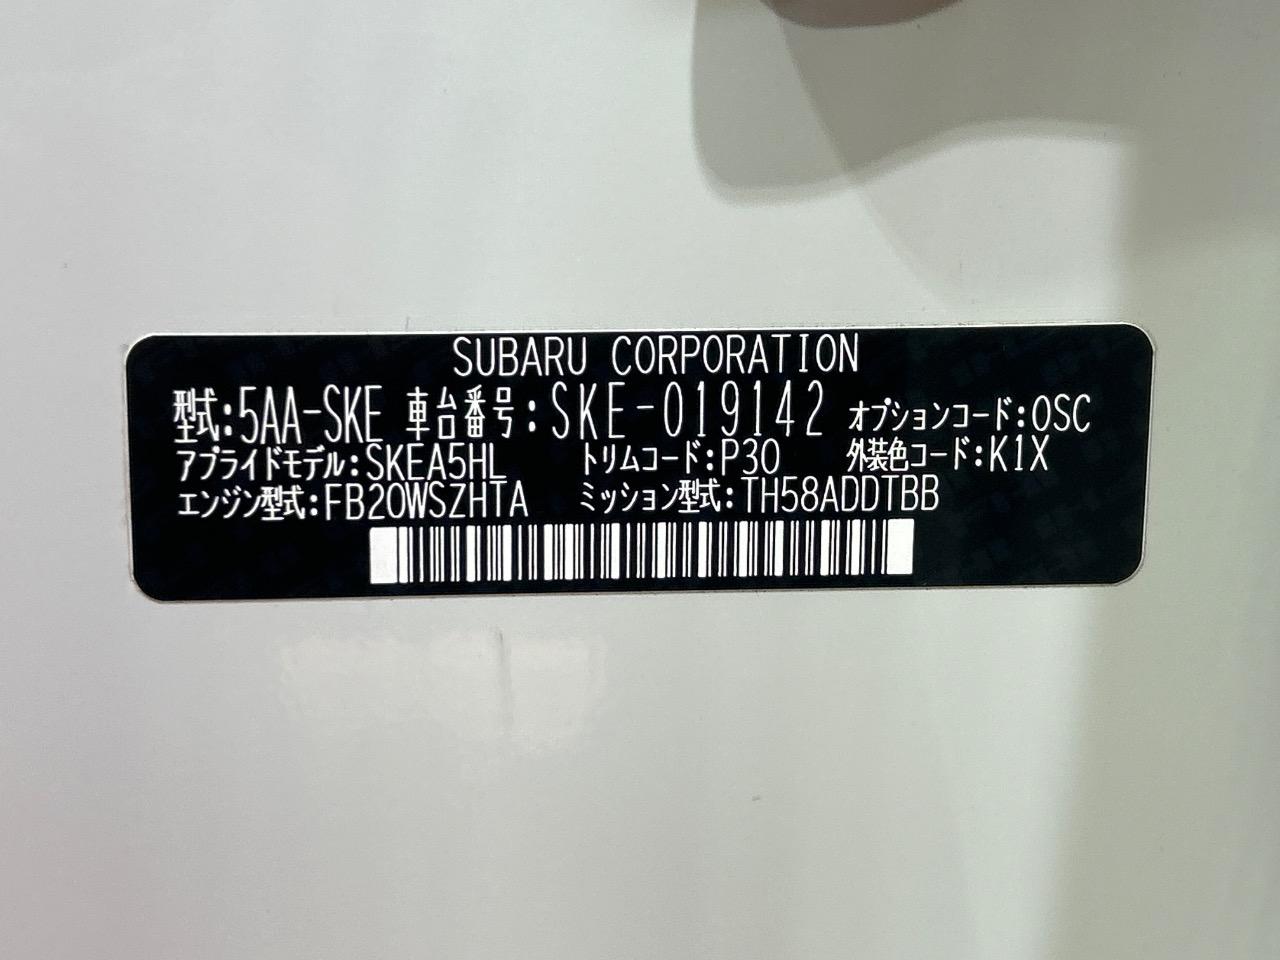 SUBARU CORPORATION
型式:5AA-SKE 車台番号:SKE-019142 オプションコード:OSC
アプライドモデル:SKEA5HL トリムコード:P30 外装色コード:K1X
エンジン型式:FB20WSZHTA ミッション型式:TH58ADDTBB